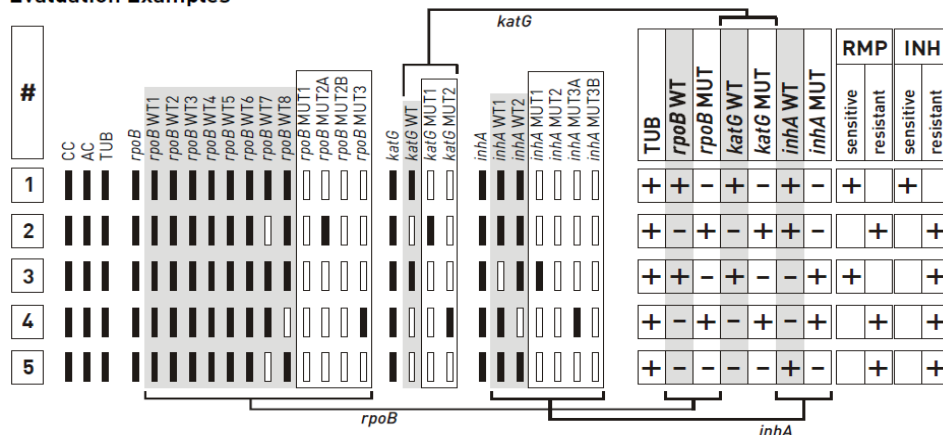 Evaluation Examples
katG
#
CC
AC
TUB
rpoB
rpoB WT1
rpoB WT2
rpoB WT3
rpoB WT4
rpoB WT5
rpoB WT6
rpoB WT7
rpoB WT8
rpoB MUT1
rpoB MUT2A
rpoB MUT2B
rpoB MUT3
katG
katG WT
katG MUT1
katG MUT2
inhA
inhA WT1
inhA WT2
inhA MUT1
inhA MUT2
inhA MUT3A
inhA MUT3B
TUB
rpoB WT
rpoB MUT
katG WT
katG MUT
inhA WT
inhA MUT
RMP INH
sensitive
resistant
sensitive
resistant
1 + + − + − + − + +
2 + − + − + + − + +
3 + + − + − − + + +
4 + − + − + − + + +
5 + − − − − + − + +
rpoB
inhA